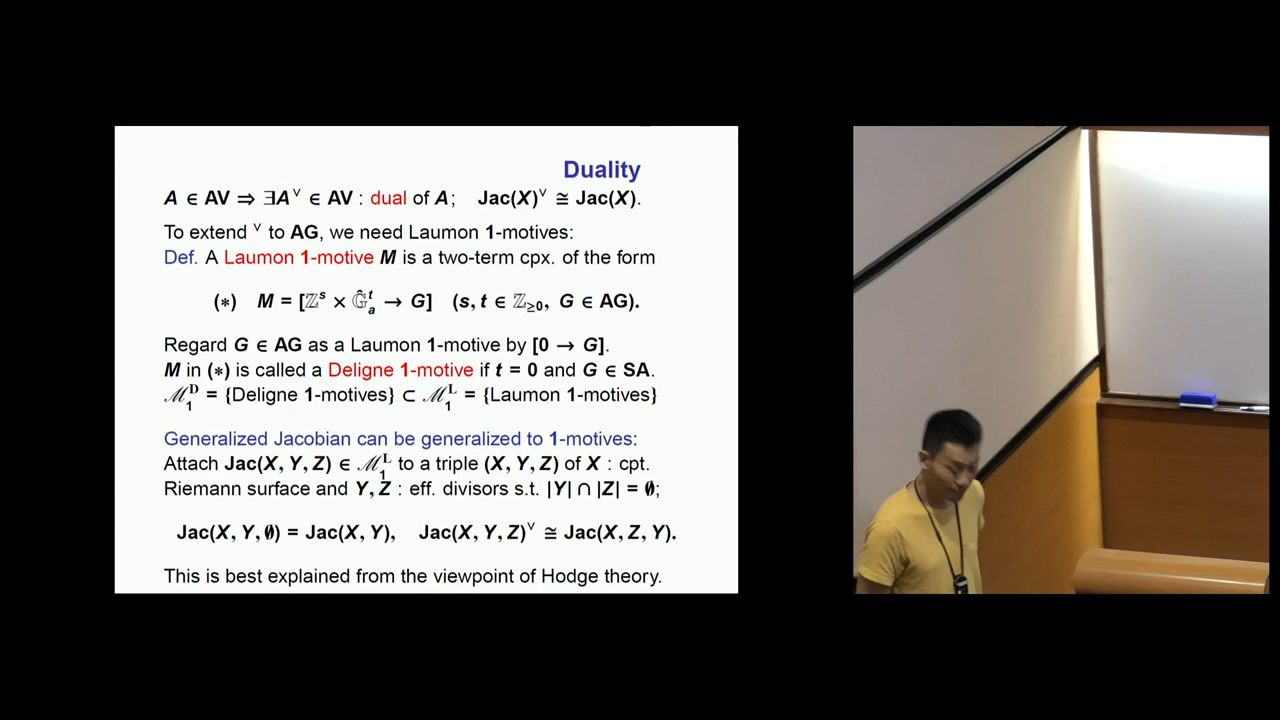 Duality
A ∈ AV ⇒ ∃A^∨ ∈ AV : dual of A; Jac(X)^∨ ≅ Jac(X).
To extend ^∨ to AG, we need Laumon 1-motives:
Def. A Laumon 1-motive M is a two-term cpx. of the form
(∗) M = [ℤ^s × Ĝ_a^t → G] (s, t ∈ ℤ_≥0, G ∈ AG).
Regard G ∈ AG as a Laumon 1-motive by [0 → G].
M in (∗) is called a Deligne 1-motive if t = 0 and G ∈ SA.
ℳ_1^D = {Deligne 1-motives} ⊂ ℳ_1^L = {Laumon 1-motives}
Generalized Jacobian can be generalized to 1-motives:
Attach Jac(X, Y, Z) ∈ ℳ_1^L to a triple (X, Y, Z) of X : cpt.
Riemann surface and Y, Z : eff. divisors s.t. |Y| ∩ |Z| = ∅;
Jac(X, Y, ∅) = Jac(X, Y), Jac(X, Y, Z)^∨ ≅ Jac(X, Z, Y).
This is best explained from the viewpoint of Hodge theory.